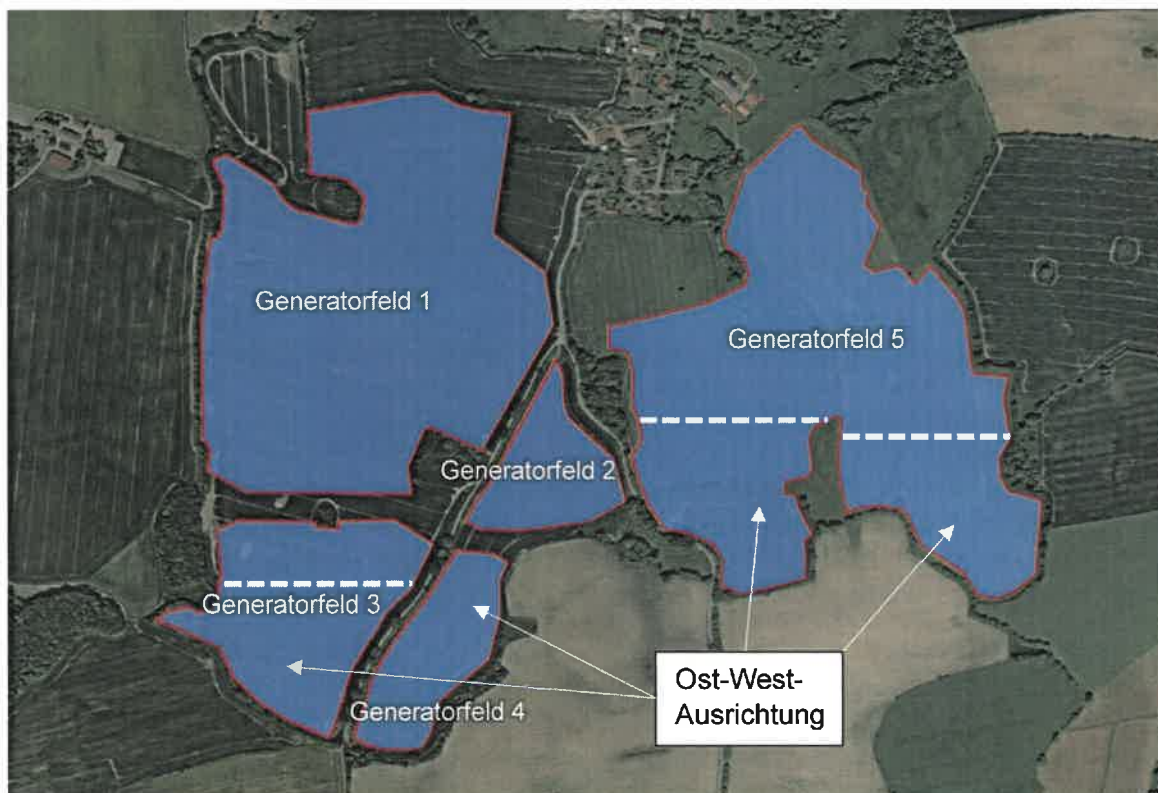 Generatorfeld 1
Generatorfeld 5
Generatorfeld 2
Generatorfeld 3
Generatorfeld 4
Ost-West-
Ausrichtung